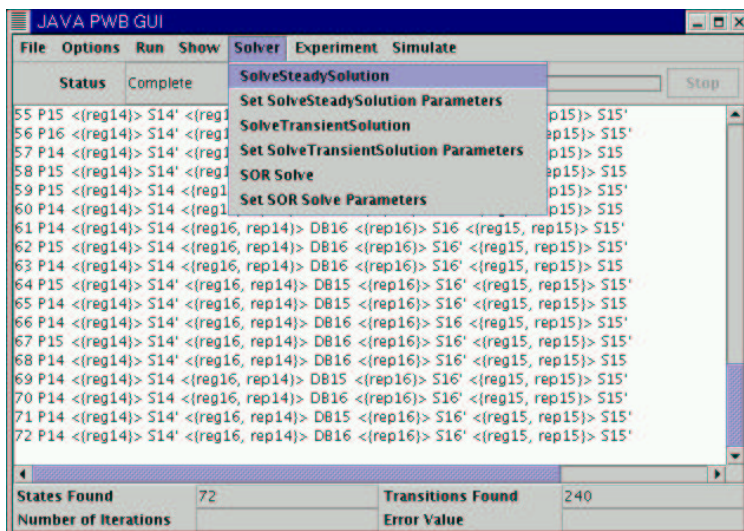 JAVA PWB GUI
File Options Run Show Solver Experiment Simulate
Status Complete Stop
SolveSteadySolution
Set SolveSteadySolution Parameters
SolveTransientSolution
Set SolveTransientSolution Parameters
SOR Solve
Set SOR Solve Parameters
55 P15 <{reg14}> S14' <{reg1 p15}> S15'
56 P16 <{reg14}> S14' <{reg1 ep15}> S15'
57 P14 <{reg14}> S14 <{reg1 p15}> S15
58 P15 <{reg14}> S14' <{reg1 ep15}> S15
59 P15 <{reg14}> S14' <{reg1 p15}> S15'
60 P14 <{reg14}> S14' <{reg1 ep15}> S15
61 P14 <{reg14}> S14 <{reg16, rep14}> DB16 <{rep16}> S16 <{reg15, rep15}> S15'
62 P15 <{reg14}> S14' <{reg16, rep14}> DB16 <{rep16}> S16' <{reg15, rep15}> S15
63 P14 <{reg14}> S14 <{reg16, rep14}> DB16 <{rep16}> S16' <{reg15, rep15}> S15
64 P15 <{reg14}> S14' <{reg16, rep14}> DB15 <{rep16}> S16' <{reg15, rep15}> S15'
65 P14 <{reg14}> S14' <{reg16, rep14}> DB16 <{rep16}> S16 <{reg15, rep15}> S15
66 P14 <{reg14}> S14' <{reg16, rep14}> DB16 <{rep16}> S16 <{reg15, rep15}> S15'
67 P15 <{reg14}> S14' <{reg16, rep14}> DB16 <{rep16}> S16' <{reg15, rep15}> S15'
68 P14 <{reg14}> S14' <{reg16, rep14}> DB16 <{rep16}> S16' <{reg15, rep15}> S15
69 P14 <{reg14}> S14 <{reg16, rep14}> DB15 <{rep16}> S16' <{reg15, rep15}> S15'
70 P14 <{reg14}> S14 <{reg16, rep14}> DB16 <{rep16}> S16' <{reg15, rep15}> S15'
71 P14 <{reg14}> S14' <{reg16, rep14}> DB15 <{rep16}> S16' <{reg15, rep15}> S15'
72 P14 <{reg14}> S14' <{reg16, rep14}> DB16 <{rep16}> S16' <{reg15, rep15}> S15'
States Found 72 Transitions Found 240
Number of Iterations Error Value